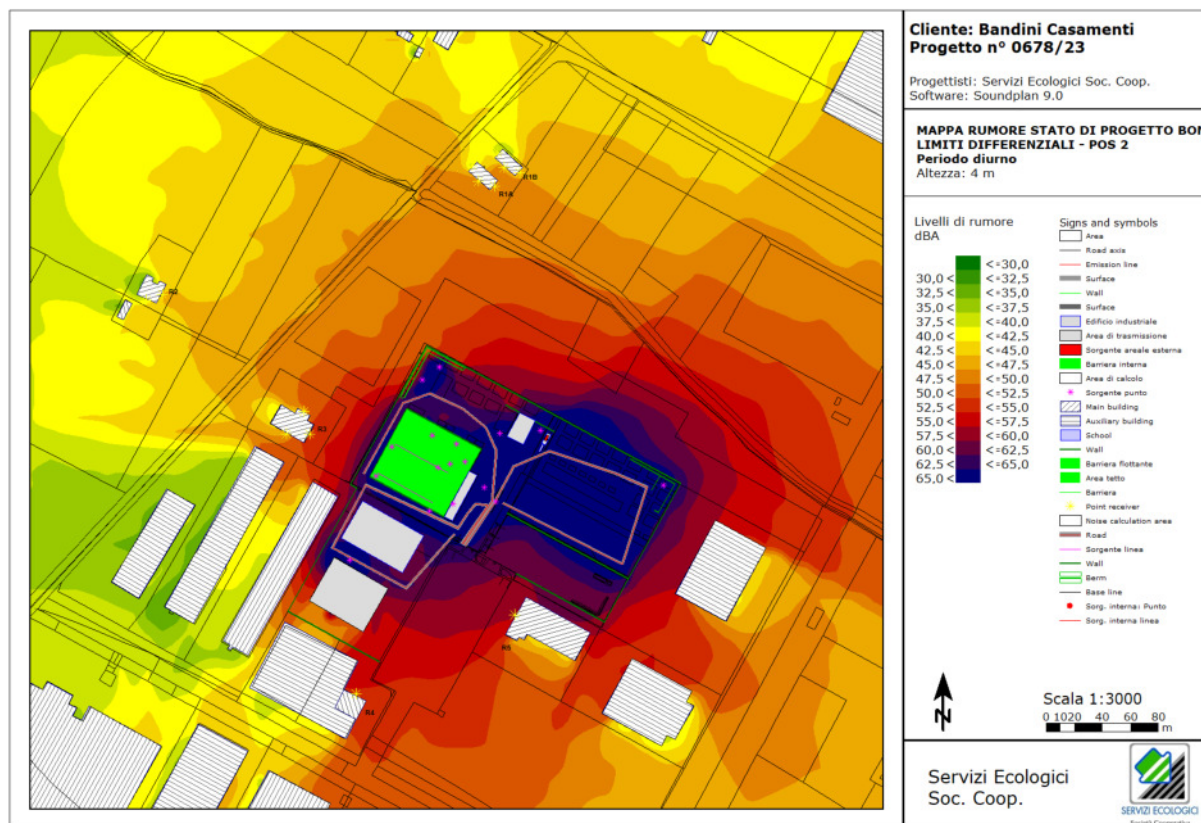 Cliente: Bandini Casamenti
Progetto n° 0678/23
Progettisti: Servizi Ecologici Soc. Coop.
Software: Soundplan 9.0
MAPPA RUMORE STATO DI PROGETTO BON
LIMITI DIFFERENZIALI - POS 2
Periodo diurno
Altezza: 4 m
Livelli di rumore
dBA
<=30,0
30,0 < <=32,5
32,5 < <=35,0
35,0 < <=37,5
37,5 < <=40,0
40,0 < <=42,5
42,5 < <=45,0
45,0 < <=47,5
47,5 < <=50,0
50,0 < <=52,5
52,5 < <=55,0
55,0 < <=57,5
57,5 < <=60,0
60,0 < <=62,5
62,5 < <=65,0
65,0 <
Signs and symbols
Area
Road axis
Emission line
Surface
Wall
Surface
Edificio industriale
Area di trasmissione
Sorgente areale esterna
Barriera interna
Area di calcolo
Sorgente punto
Main building
Auxiliary building
School
Wall
Barriera flottante
Area tetto
Barriera
Point receiver
Noise calculation area
Road
Sorgente linea
Wall
Berm
Base line
Sorg. interna: Punto
Sorg. interna linea
R1B
R1A
R2
R3
R5
R4
N
Scala 1:3000
0 10 20 40 60 80
m
Servizi Ecologici
Soc. Coop.
SERVIZI ECOLOGICI